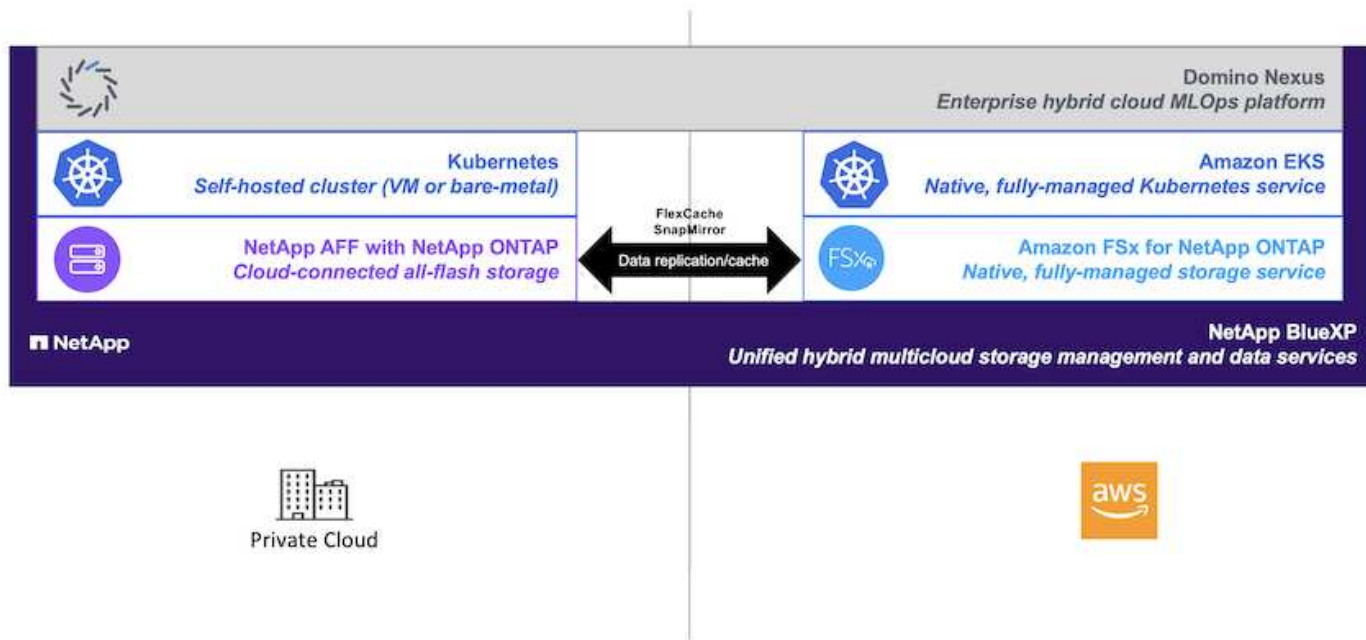 Domino Nexus
Enterprise hybrid cloud MLOps platform
Kubernetes
Self-hosted cluster (VM or bare-metal)
Amazon EKS
Native, fully-managed Kubernetes service
FlexCache
SnapMirror
Data replication/cache
NetApp AFF with NetApp ONTAP
Cloud-connected all-flash storage
FSx
Amazon FSx for NetApp ONTAP
Native, fully-managed storage service
NetApp
NetApp BlueXP
Unified hybrid multicloud storage management and data services
Private Cloud
aws